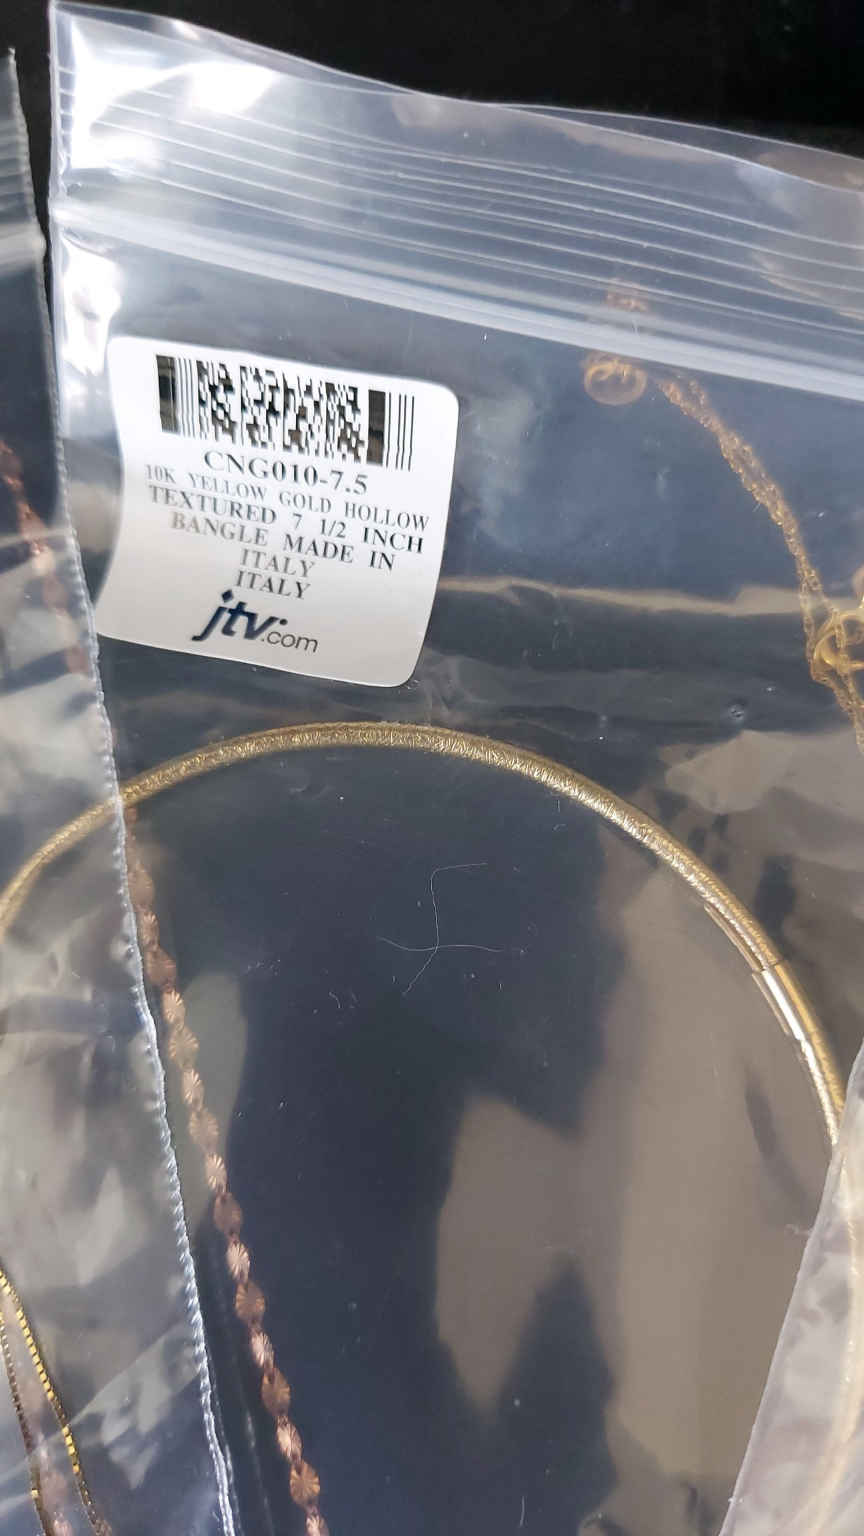 CNG010-7.5
10K YELLOW GOLD HOLLOW
TEXTURED 7 1/2 INCH
BANGLE MADE IN
ITALY
ITALY
jtv.com